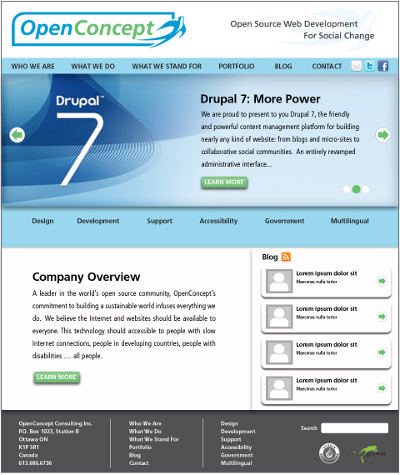 OpenConcept
Open Source Web Development
For Social Change
WHO WE ARE WHAT WE DO WHAT WE STAND FOR PORTFOLIO BLOG CONTACT
Drupal™
7
Drupal 7: More Power
We are proud to present to you Drupal 7, the friendly
and powerful content management platform for building
nearly any kind of website: from blogs and micro-sites to
collaborative social communities. An entirely revamped
administrative interface...
LEARN MORE
Design Development Support Accessibility Government Multilingual
Company Overview
A leader in the world's open source community, OpenConcept's
commitment to building a sustainable world infuses everything we
do. We believe the Internet and websites should be available to
everyone. This technology should accessible to people with slow
Internet connections, people in developing countries, people with
disabilities .... all people.
LEARN MORE
Blog
Lorem ipsum dolor sit
Maecenas nulla tortor
Lorem ipsum dolor sit
Maecenas nulla tortor
Lorem ipsum dolor sit
Maecenas nulla tortor
Lorem ipsum dolor sit
Maecenas nulla tortor
OpenConcept Consulting Inc.
P.O. Box 1023, Station B
Ottawa ON
K1P 5R1
Canada
613.686.6736
Who We Are
What We Do
What We Stand For
Portfolio
Blog
Contact
Design
Development
Support
Accessibility
Government
Multilingual
Search